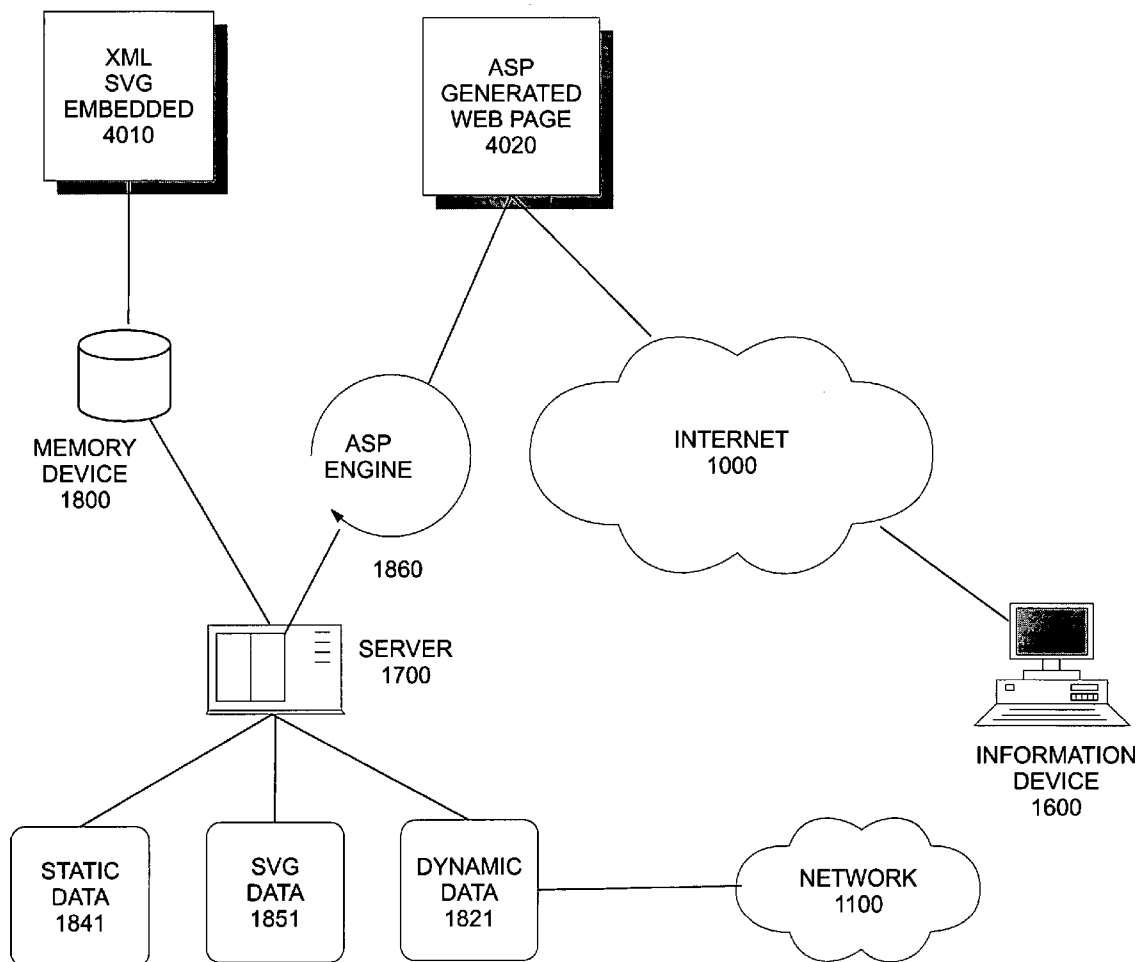 XML
SVG
EMBEDDED
4010
ASP
GENERATED
WEB PAGE
4020
MEMORY
DEVICE
1800
ASP
ENGINE
1860
INTERNET
1000
SERVER
1700
INFORMATION
DEVICE
1600
STATIC
DATA
1841
SVG
DATA
1851
DYNAMIC
DATA
1821
NETWORK
1100